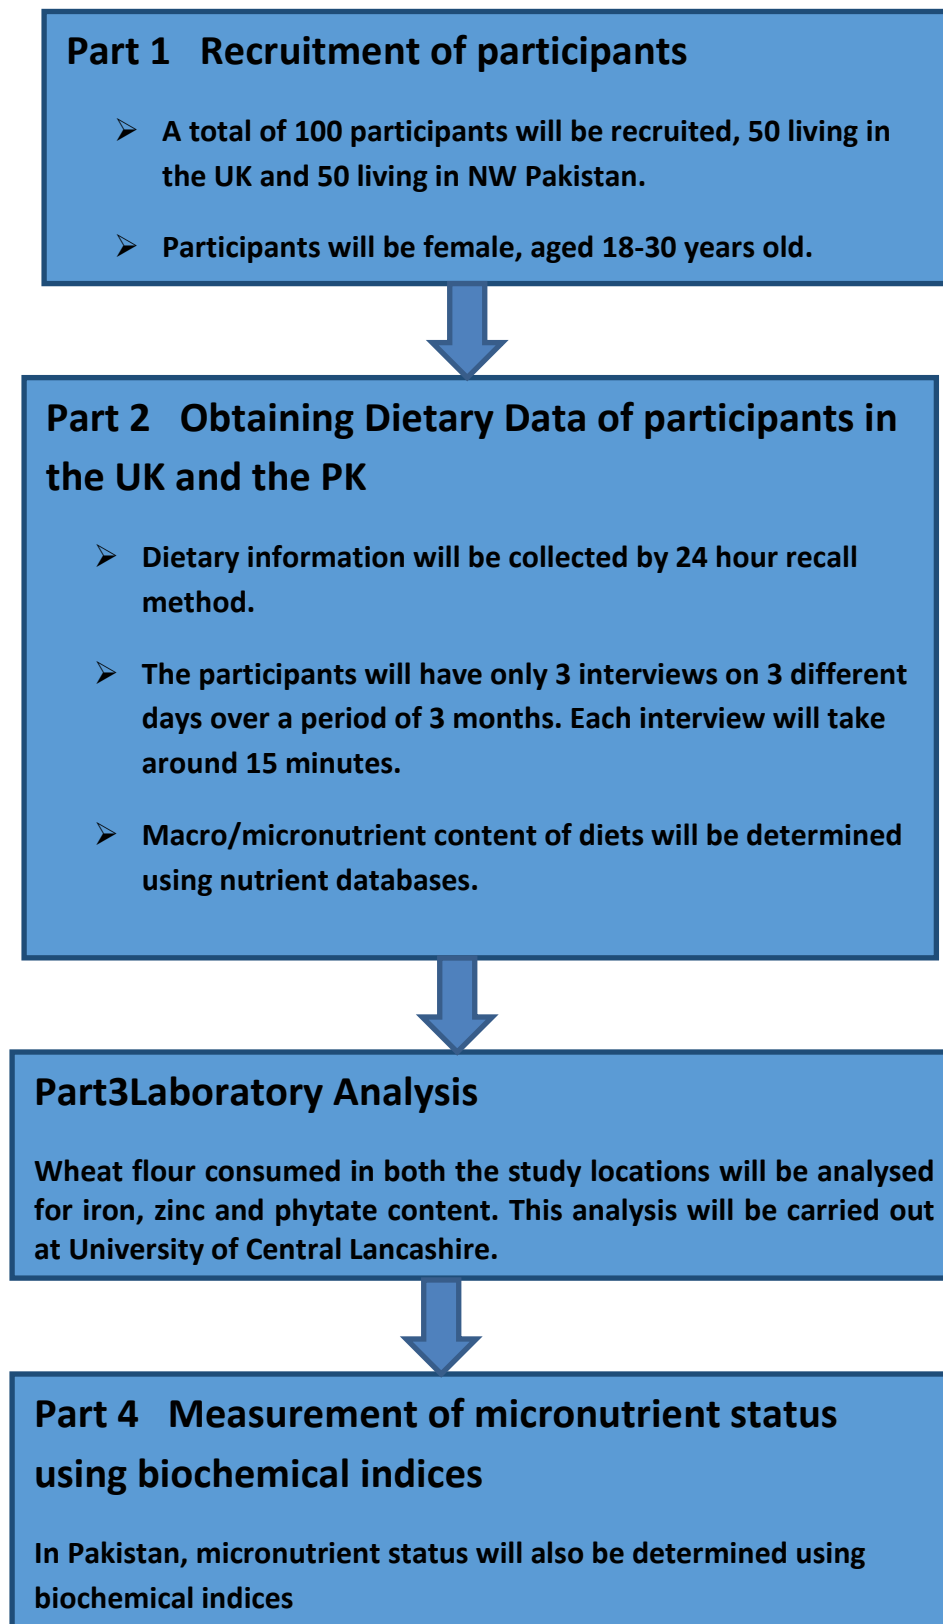 Part 1 Recruitment of participants
➢ A total of 100 participants will be recruited, 50 living in
the UK and 50 living in NW Pakistan.
➢ Participants will be female, aged 18-30 years old.
Part 2 Obtaining Dietary Data of participants in
the UK and the PK
➢ Dietary information will be collected by 24 hour recall
method.
➢ The participants will have only 3 interviews on 3 different
days over a period of 3 months. Each interview will take
around 15 minutes.
➢ Macro/micronutrient content of diets will be determined
using nutrient databases.
Part3Laboratory Analysis
Wheat flour consumed in both the study locations will be analysed
for iron, zinc and phytate content. This analysis will be carried out
at University of Central Lancashire.
Part 4 Measurement of micronutrient status
using biochemical indices
In Pakistan, micronutrient status will also be determined using
biochemical indices